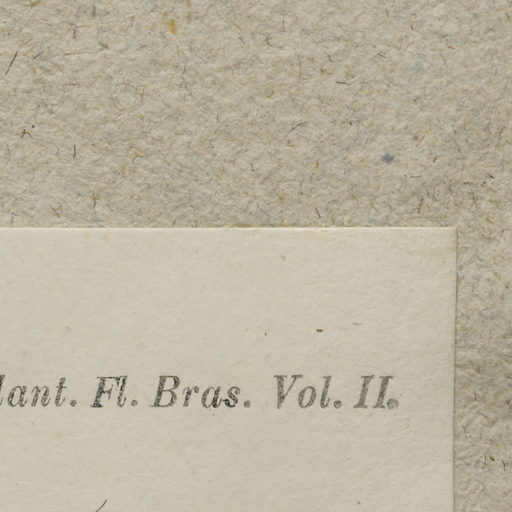 lant. Fl. Bras. Vol. II.